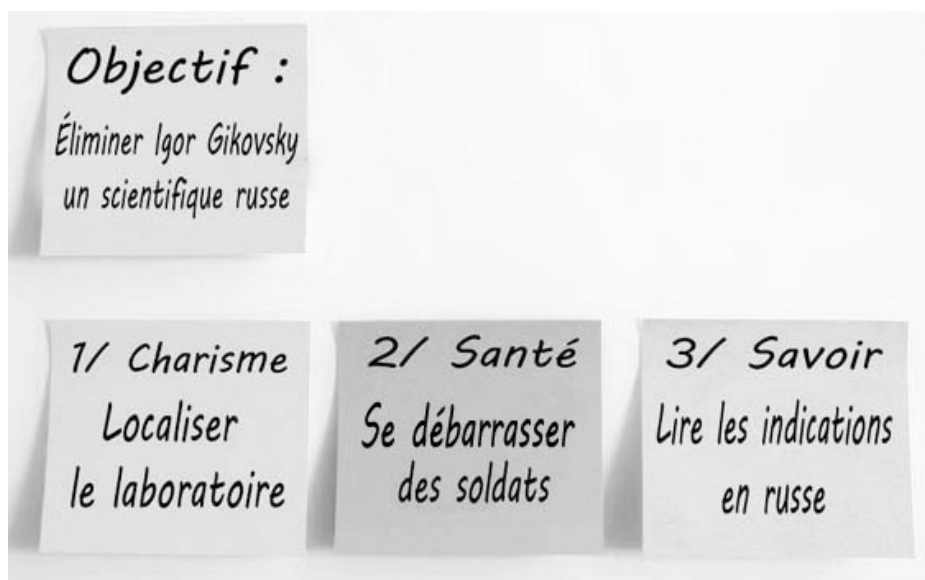 Objectif :
Éliminer Igor Gikovsky
un scientifique russe
1/ Charisme
Localiser
le laboratoire
2/ Santé
Se débarrasser
des soldats
3/ Savoir
Lire les indications
en russe